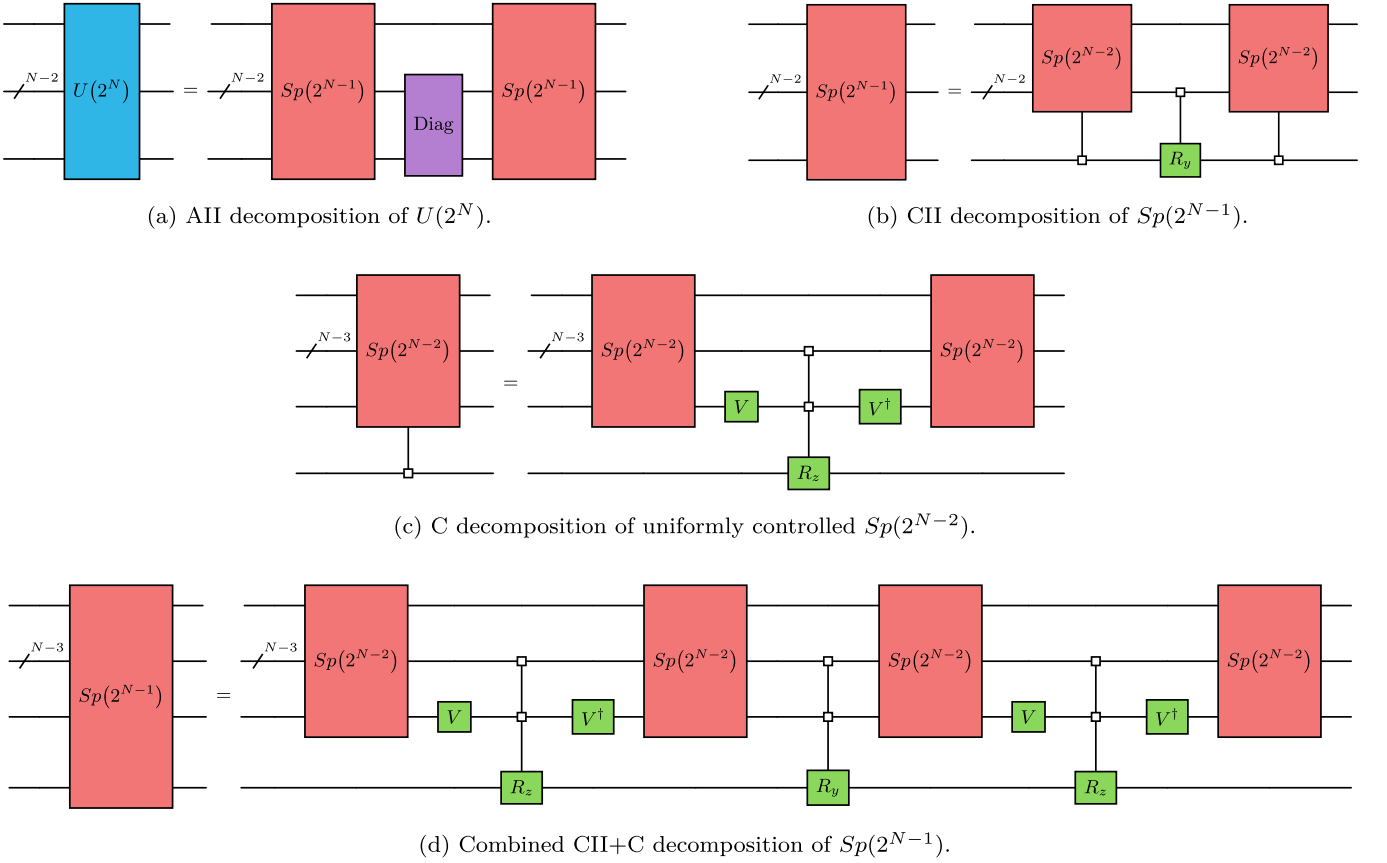 N−2
U(2^N)
=
N−2
Sp(2^{N−1})
Diag
Sp(2^{N−1})
(a) AII decomposition of U(2^N).
N−2
Sp(2^{N−1})
=
N−2
Sp(2^{N−2})
R_y
Sp(2^{N−2})
(b) CII decomposition of Sp(2^{N−1}).
N−3
Sp(2^{N−2})
=
N−3
Sp(2^{N−2})
V
R_z
V^†
Sp(2^{N−2})
(c) C decomposition of uniformly controlled Sp(2^{N−2}).
N−3
Sp(2^{N−1})
=
N−3
Sp(2^{N−2})
V
R_z
V^†
Sp(2^{N−2})
R_y
Sp(2^{N−2})
V
R_z
V^†
Sp(2^{N−2})
(d) Combined CII+C decomposition of Sp(2^{N−1}).